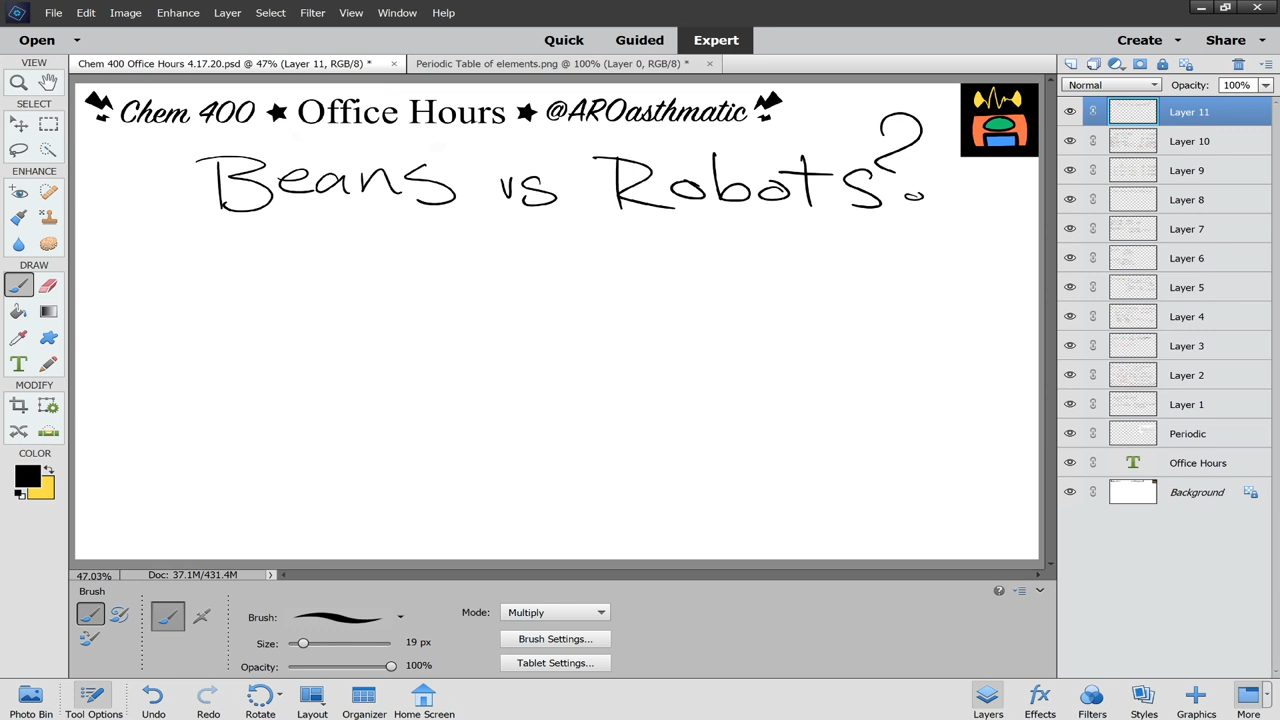 File Edit Image Enhance Layer Select Filter View Window Help
Open Quick Guided Expert Create Share
VIEW
Chem 400 Office Hours 4.17.20.psd @ 47% (Layer 11, RGB/8) * × Periodic Table of elements.png @ 100% (Layer 0, RGB/8) * ×
Normal Opacity: 100%
Chem 400 ★ Office Hours ★ @AROasthmatic
Beans vs Robots?
SELECT
ENHANCE
DRAW
T
MODIFY
COLOR
Layer 11
Layer 10
Layer 9
Layer 8
Layer 7
Layer 6
Layer 5
Layer 4
Layer 3
Layer 2
Layer 1
Periodic
T Office Hours
Background
47.03% Doc: 37.1M/431.4M
Brush
Brush: Mode: Multiply
Size: 19 px Brush Settings...
Opacity: 100% Tablet Settings...
Photo Bin Tool Options Undo Redo Rotate Layout Organizer Home Screen Layers fx Effects Filters Styles Graphics More